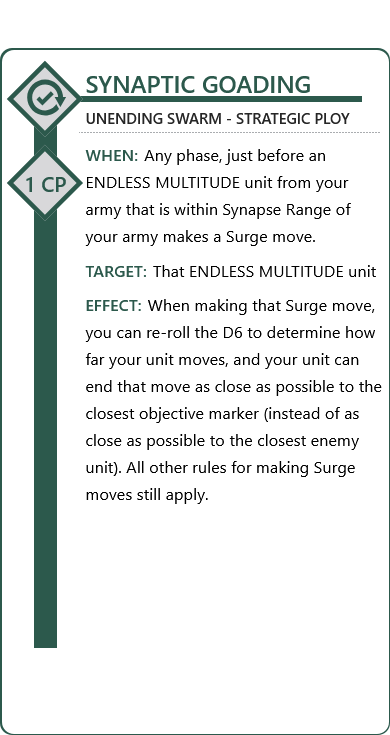 SYNAPTIC GOADING
UNENDING SWARM - STRATEGIC PLOY
1 CP
WHEN: Any phase, just before an
ENDLESS MULTITUDE unit from your
army that is within Synapse Range of
your army makes a Surge move.
TARGET: That ENDLESS MULTITUDE unit
EFFECT: When making that Surge move,
you can re-roll the D6 to determine how
far your unit moves, and your unit can
end that move as close as possible to the
closest objective marker (instead of as
close as possible to the closest enemy
unit). All other rules for making Surge
moves still apply.